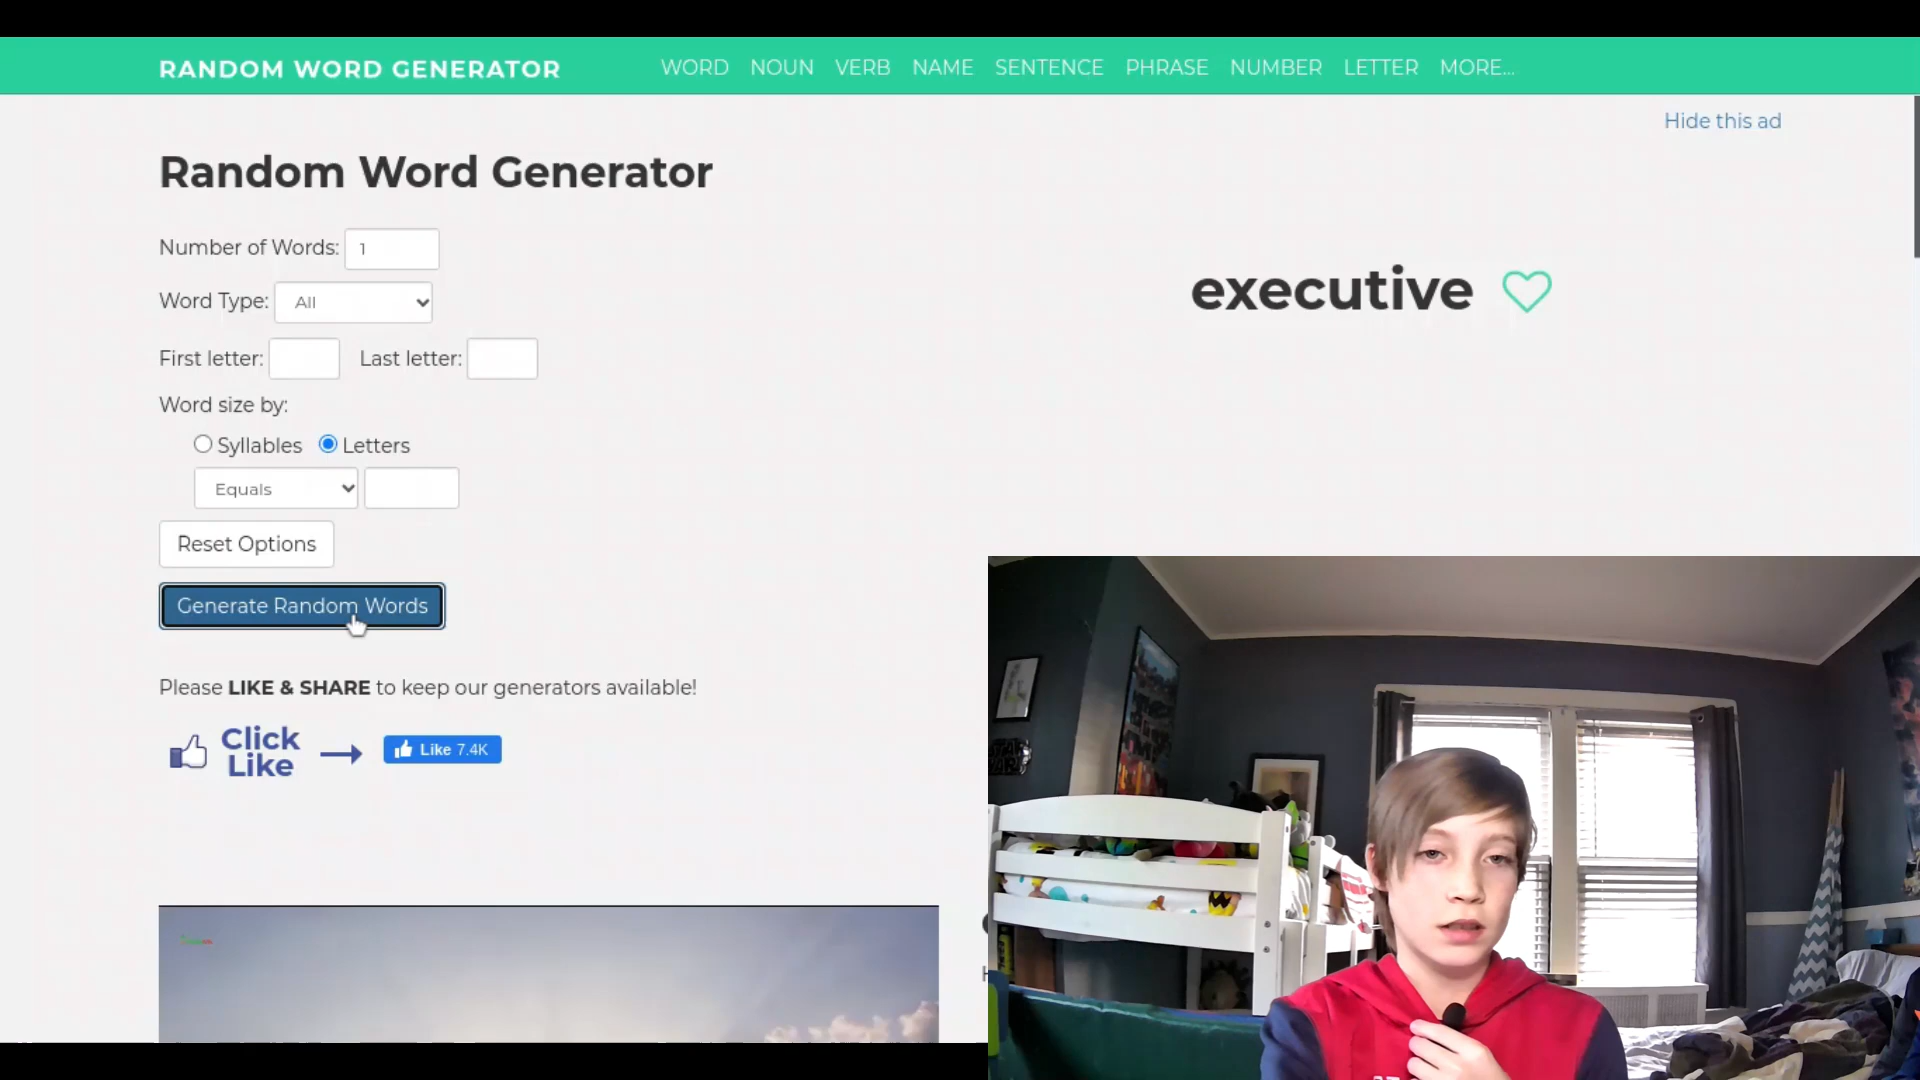 RANDOM WORD GENERATOR
WORD NOUN VERB NAME SENTENCE PHRASE NUMBER LETTER MORE...
Hide this ad
Random Word Generator
Number of Words: 1
Word Type: All
First letter: Last letter:
Word size by:
Syllables Letters
Equals
Reset Options
Generate Random Words
Please LIKE & SHARE to keep our generators available!
Click
Like
Like 7.4K
executive
STAR
WARS